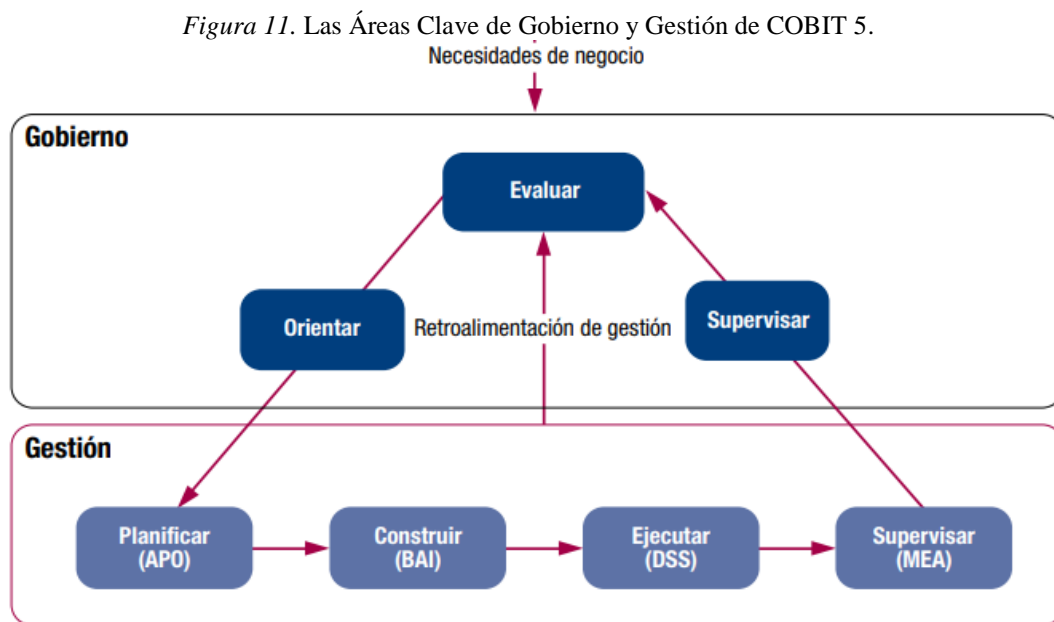 Figura 11. Las Áreas Clave de Gobierno y Gestión de COBIT 5.
Necesidades de negocio
Gobierno
Evaluar
Orientar
Retroalimentación de gestión
Supervisar
Gestión
Planificar
(APO)
Construir
(BAI)
Ejecutar
(DSS)
Supervisar
(MEA)